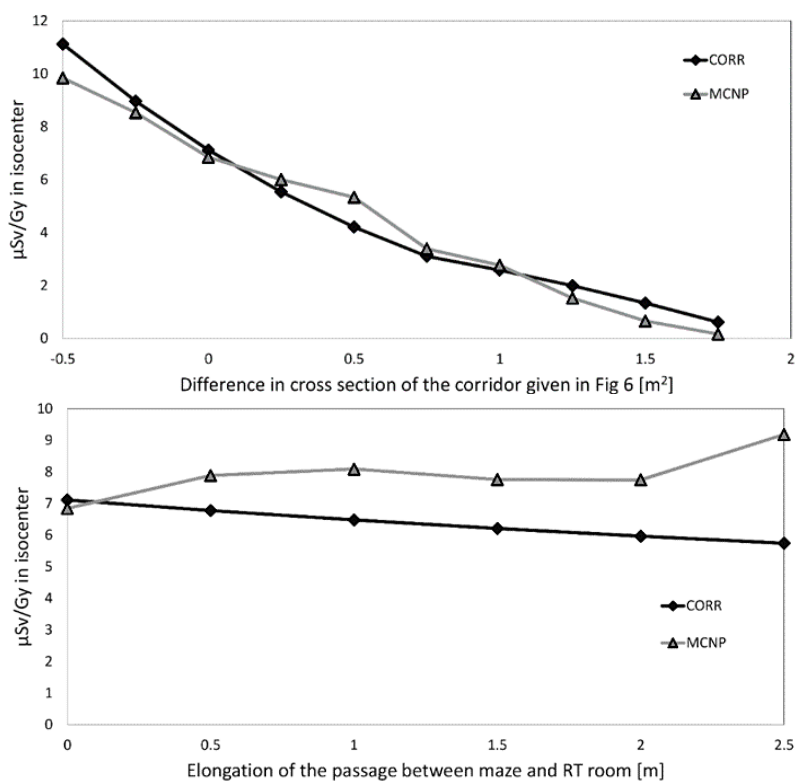 12
10
8
6
4
2
0
µSv/Gy in isocenter
CORR
MCNP
-0.5 0 0.5 1 1.5 2
Difference in cross section of the corridor given in Fig 6 [m²]
10
9
8
7
6
5
4
3
2
1
0
µSv/Gy in isocenter
CORR
MCNP
0 0.5 1 1.5 2 2.5
Elongation of the passage between maze and RT room [m]